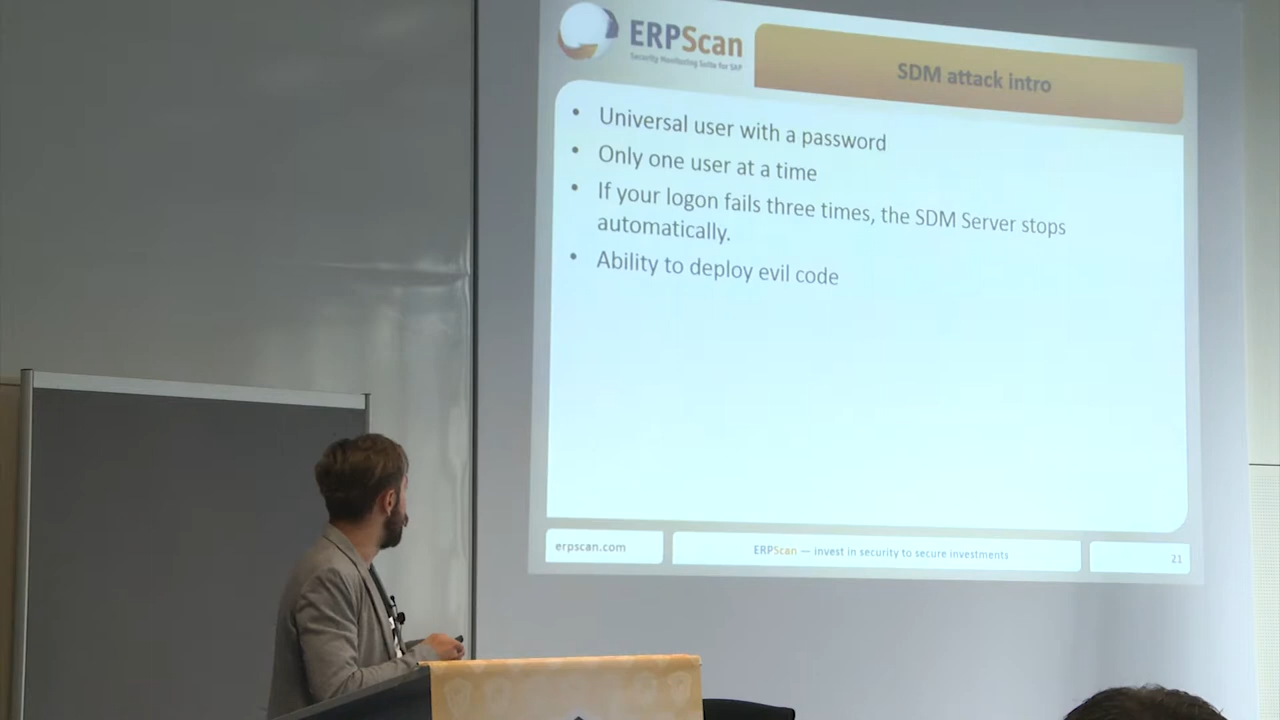 ERPScan
Security Monitoring Suite for SAP
SDM attack intro
• Universal user with a password
• Only one user at a time
• If your logon fails three times, the SDM Server stops
automatically.
• Ability to deploy evil code
erpscan.com
ERPScan — invest in security to secure investments
21